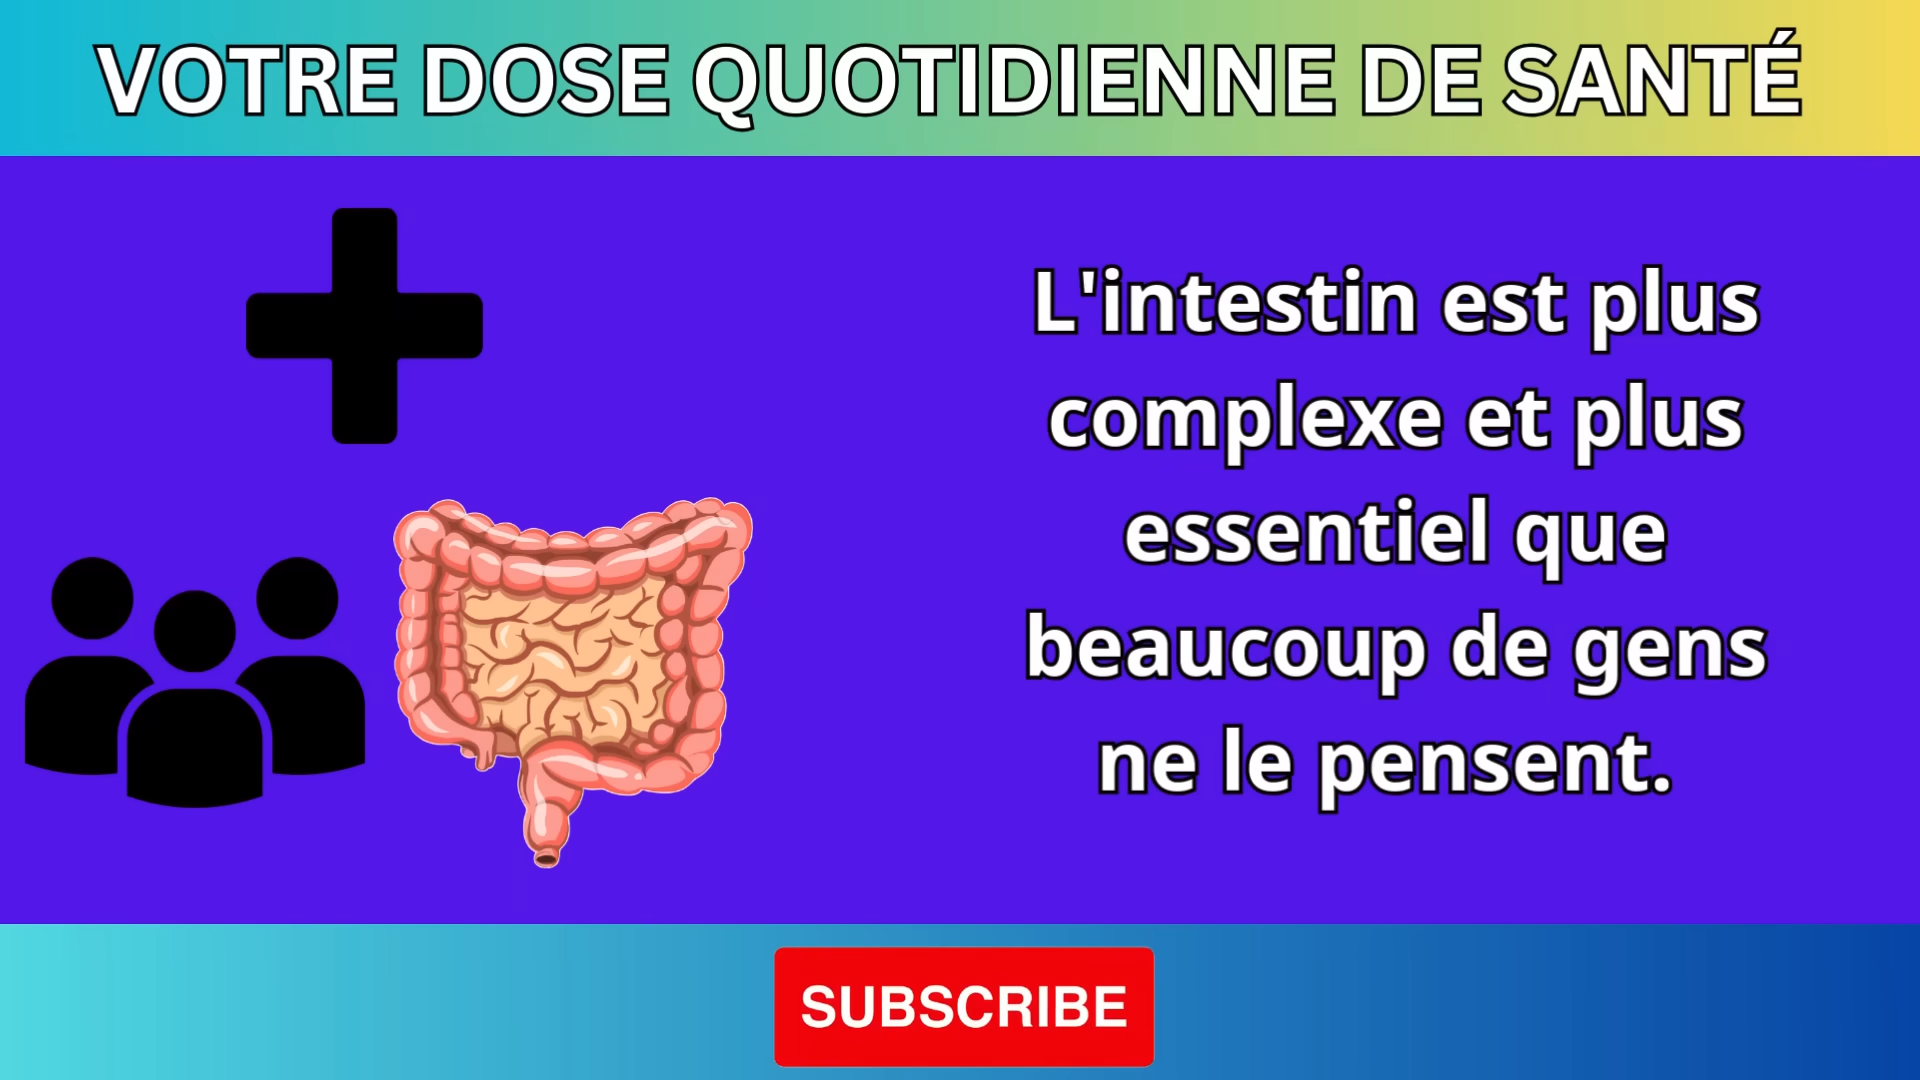 VOTRE DOSE QUOTIDIENNE DE SANTÉ
L'intestin est plus
complexe et plus
essentiel que
beaucoup de gens
ne le pensent.
SUBSCRIBE